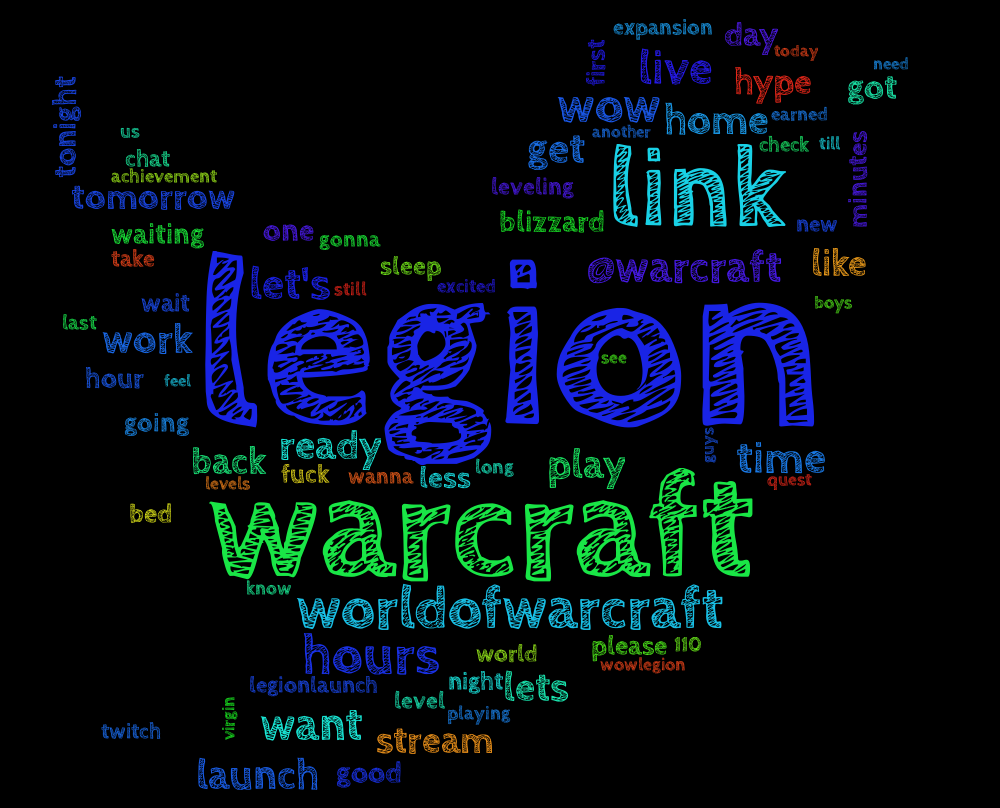 expansion
day
today
first
live
hype
need
got
tonight
wow
home
earned
us
another
check
till
minutes
chat
get
link
achievement
leveling
tomorrow
blizzard
new
waiting
one
gonna
take
sleep
@warcraft
like
let's
still
excited
wait
boys
last
work
legion
see
hour
feel
going
guys
back
ready
play
time
levels
fuck
wanna
less
long
quest
bed
warcraft
know
worldofwarcraft
hours
world
please
110
wowlegion
legionlaunch
night
lets
level
virgin
playing
twitch
want
stream
launch
good